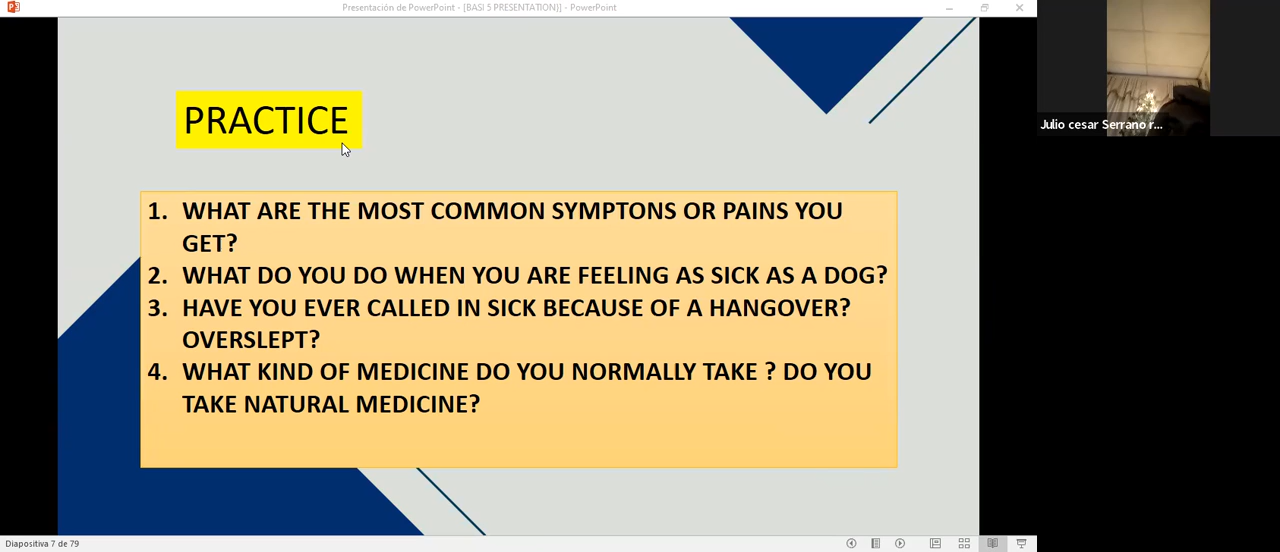 Presentación de PowerPoint - [BASI 5 PRESENTATION)] - PowerPoint
PRACTICE
1. WHAT ARE THE MOST COMMON SYMPTONS OR PAINS YOU
GET?
2. WHAT DO YOU DO WHEN YOU ARE FEELING AS SICK AS A DOG?
3. HAVE YOU EVER CALLED IN SICK BECAUSE OF A HANGOVER?
OVERSLEPT?
4. WHAT KIND OF MEDICINE DO YOU NORMALLY TAKE ? DO YOU
TAKE NATURAL MEDICINE?
Julio cesar Serrano r...
Diapositiva 7 de 79